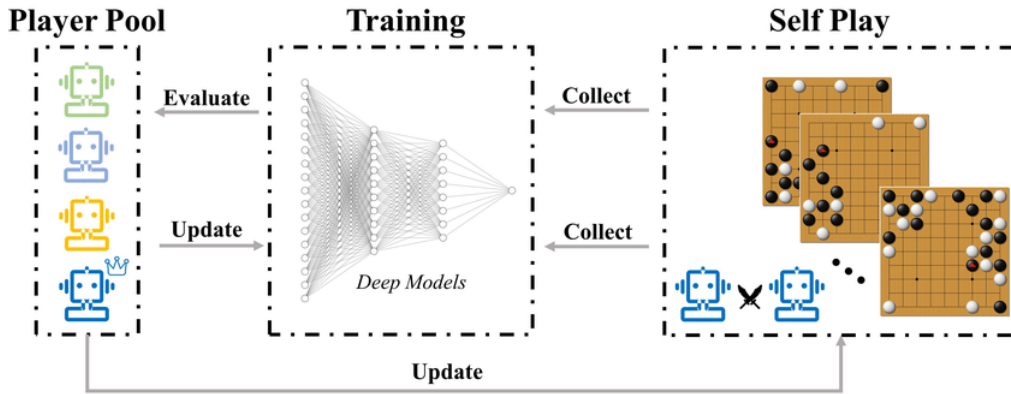 Player Pool
Training
Self Play
Evaluate
Collect
Update
Collect
Deep Models
Update